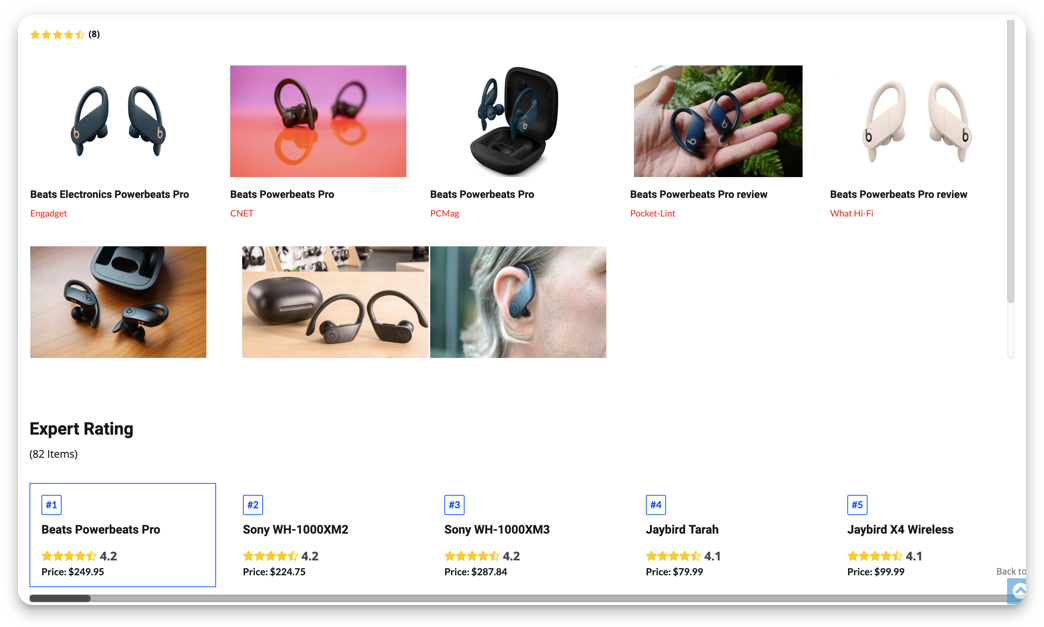 (8)
Beats Electronics Powerbeats Pro
Engadget
Beats Powerbeats Pro
CNET
Beats Powerbeats Pro
PCMag
Beats Powerbeats Pro review
Pocket-Lint
Beats Powerbeats Pro review
What Hi-Fi
Expert Rating
(82 Items)
#1
Beats Powerbeats Pro
4.2
Price: $249.95
#2
Sony WH-1000XM2
4.2
Price: $224.75
#3
Sony WH-1000XM3
4.2
Price: $287.84
#4
Jaybird Tarah
4.1
Price: $79.99
#5
Jaybird X4 Wireless
4.1
Price: $99.99
Back to